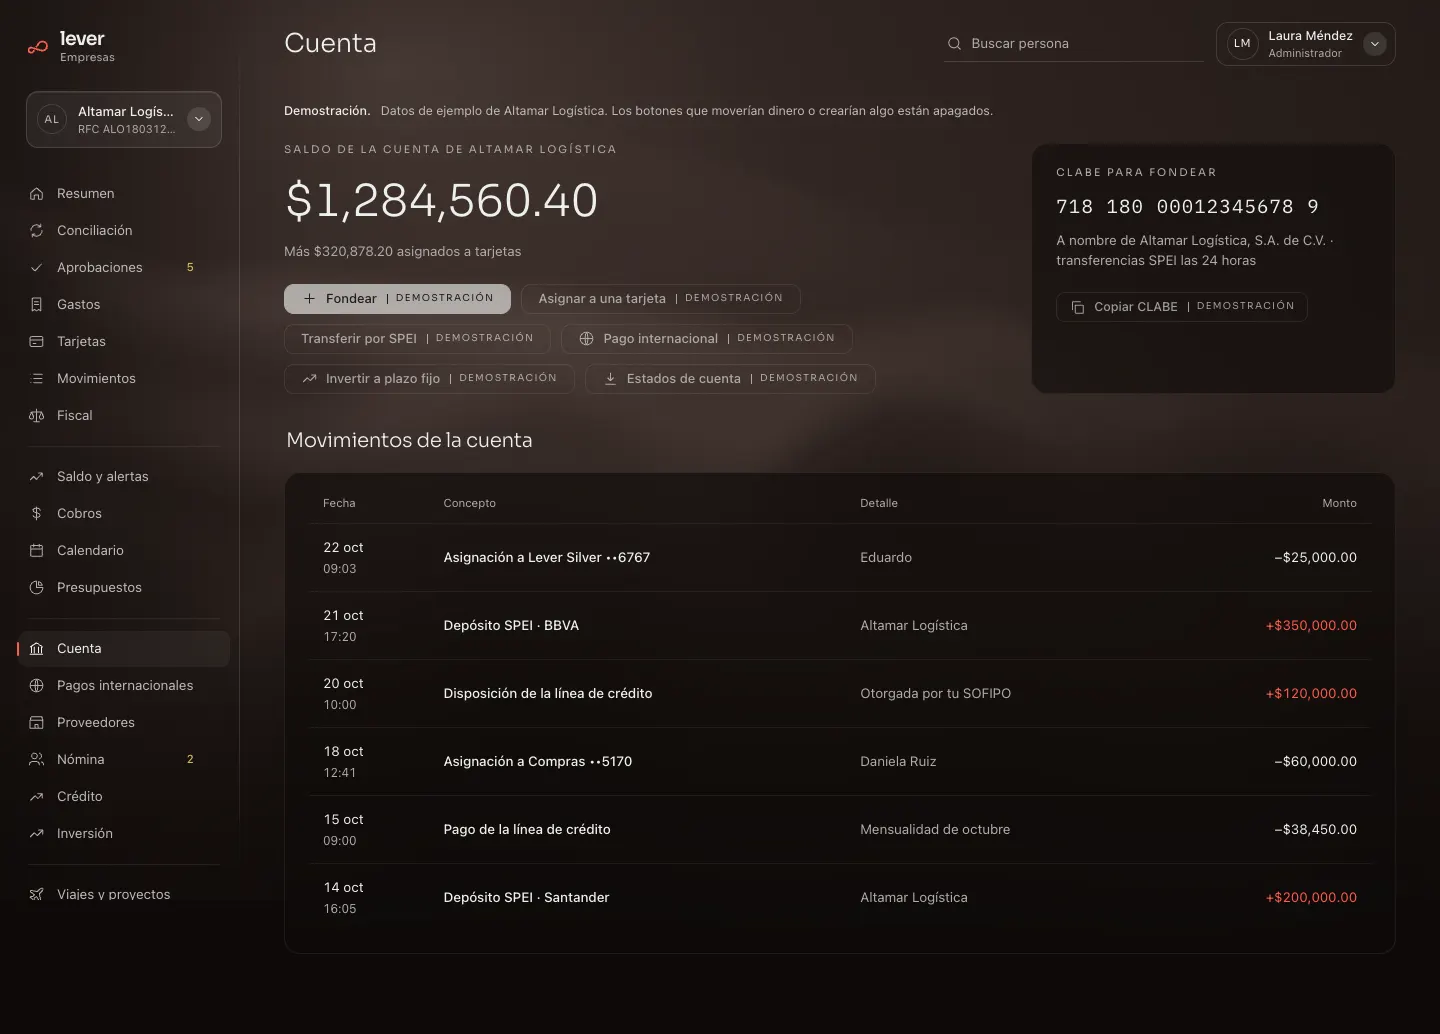 lever
Empresas
AL
Altamar Logís...
RFC ALO180312...
Resumen
Conciliación
Aprobaciones 5
Gastos
Tarjetas
Movimientos
Fiscal
Saldo y alertas
Cobros
Calendario
Presupuestos
Cuenta
Pagos internacionales
Proveedores
Nómina 2
Crédito
Inversión
Viajes y proyectos
Cuenta
Buscar persona
LM
Laura Méndez
Administrador
Demostración. Datos de ejemplo de Altamar Logística. Los botones que moverían dinero o crearían algo están apagados.
SALDO DE LA CUENTA DE ALTAMAR LOGÍSTICA
$1,284,560.40
Más $320,878.20 asignados a tarjetas
Fondear | DEMOSTRACIÓN
Asignar a una tarjeta | DEMOSTRACIÓN
Transferir por SPEI | DEMOSTRACIÓN
Pago internacional | DEMOSTRACIÓN
Invertir a plazo fijo | DEMOSTRACIÓN
Estados de cuenta | DEMOSTRACIÓN
CLABE PARA FONDEAR
718 180 00012345678 9
A nombre de Altamar Logística, S.A. de C.V. ·
transferencias SPEI las 24 horas
Copiar CLABE | DEMOSTRACIÓN
Movimientos de la cuenta
Fecha Concepto Detalle Monto
22 oct
09:03
Asignación a Lever Silver ••6767 Eduardo −$25,000.00
21 oct
17:20
Depósito SPEI · BBVA Altamar Logística +$350,000.00
20 oct
10:00
Disposición de la línea de crédito Otorgada por tu SOFIPO +$120,000.00
18 oct
12:41
Asignación a Compras ••5170 Daniela Ruiz −$60,000.00
15 oct
09:00
Pago de la línea de crédito Mensualidad de octubre −$38,450.00
14 oct
16:05
Depósito SPEI · Santander Altamar Logística +$200,000.00